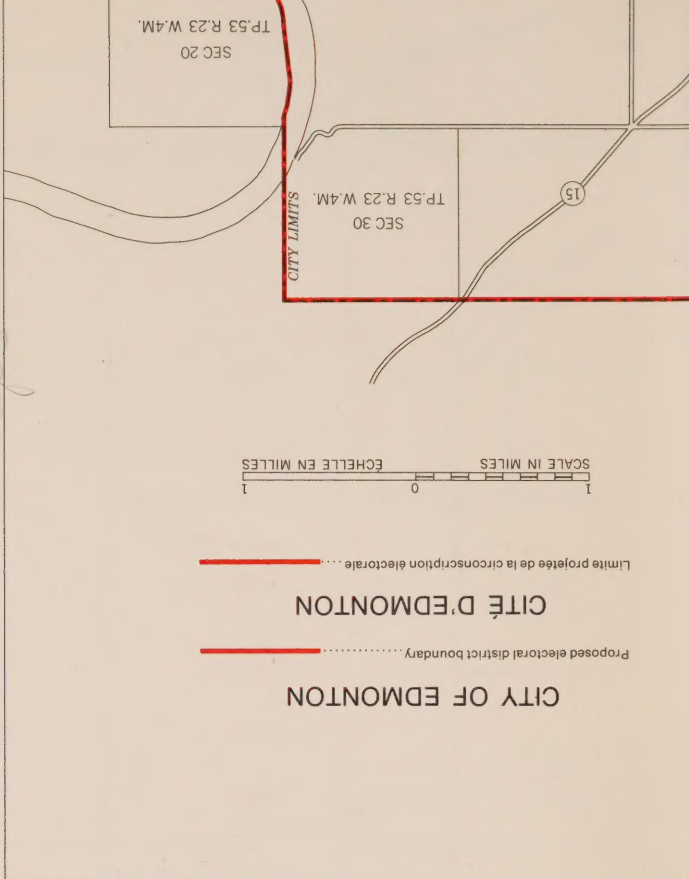 CITY OF EDMONTON
Proposed electoral district boundary............
CITÉ D'EDMONTON
Limite projetée de la circonscription électorale....
1 0 1
SCALE IN MILES ÉCHELLE EN MILLES
15
SEC 30
TP.53 R.23 W.4M.
CITY LIMITS
SEC 20
TP.53 R.23 W.4M.